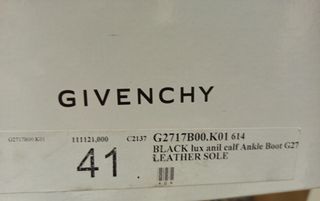 GIVENCHY
G2717B00.K01 111121,000 C2137 G2717B00.K01 614
41 BLACK lux anil calf Ankle Boot G27
LEATHER SOLE